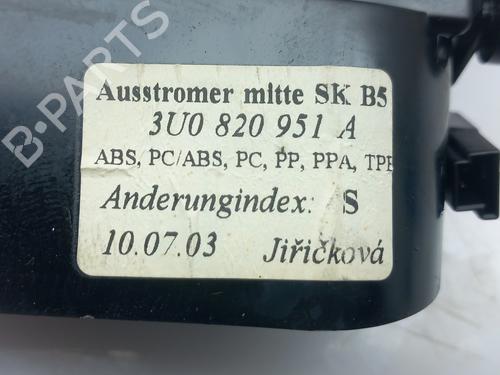 B-PARTS
Ausstromer mitte SK B5
3U0 820 951 A
ABS, PC/ABS, PC, PP, PPA, TPE
Anderungindex: S
10.07.03 Jiřičková